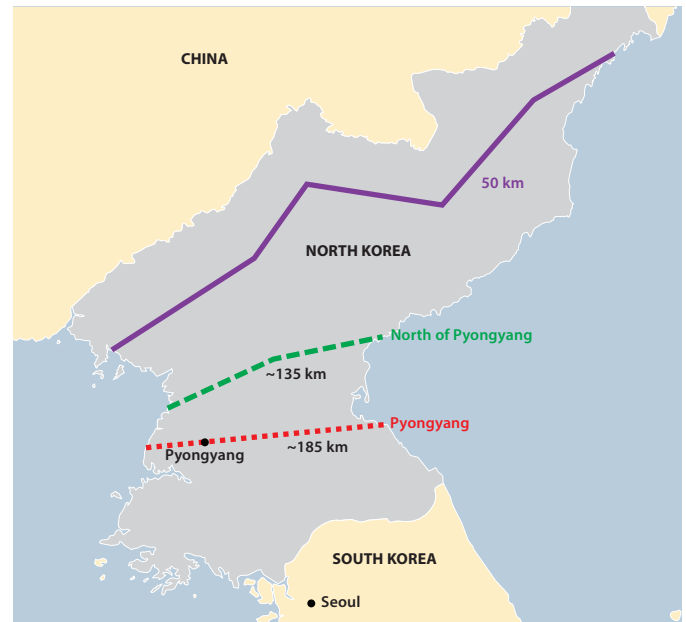 CHINA
50 km
NORTH KOREA
North of Pyongyang
~135 km
Pyongyang
Pyongyang
~185 km
SOUTH KOREA
Seoul